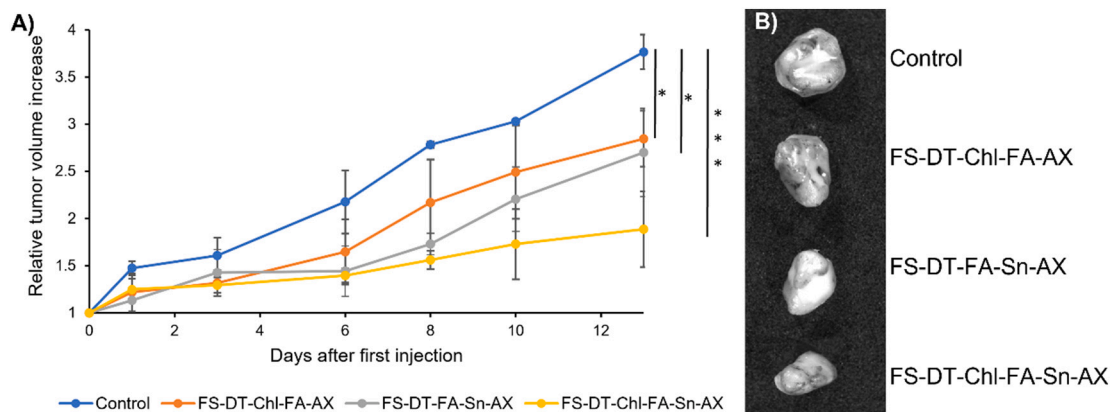 A)
Relative tumor volume increase
4
3.5
3
2.5
2
1.5
1
0
2
4
6
8
10
12
Days after first injection
*
*
*
*
*
Control
FS-DT-Chl-FA-AX
FS-DT-FA-Sn-AX
FS-DT-Chl-FA-Sn-AX
B)
Control
FS-DT-Chl-FA-AX
FS-DT-FA-Sn-AX
FS-DT-Chl-FA-Sn-AX